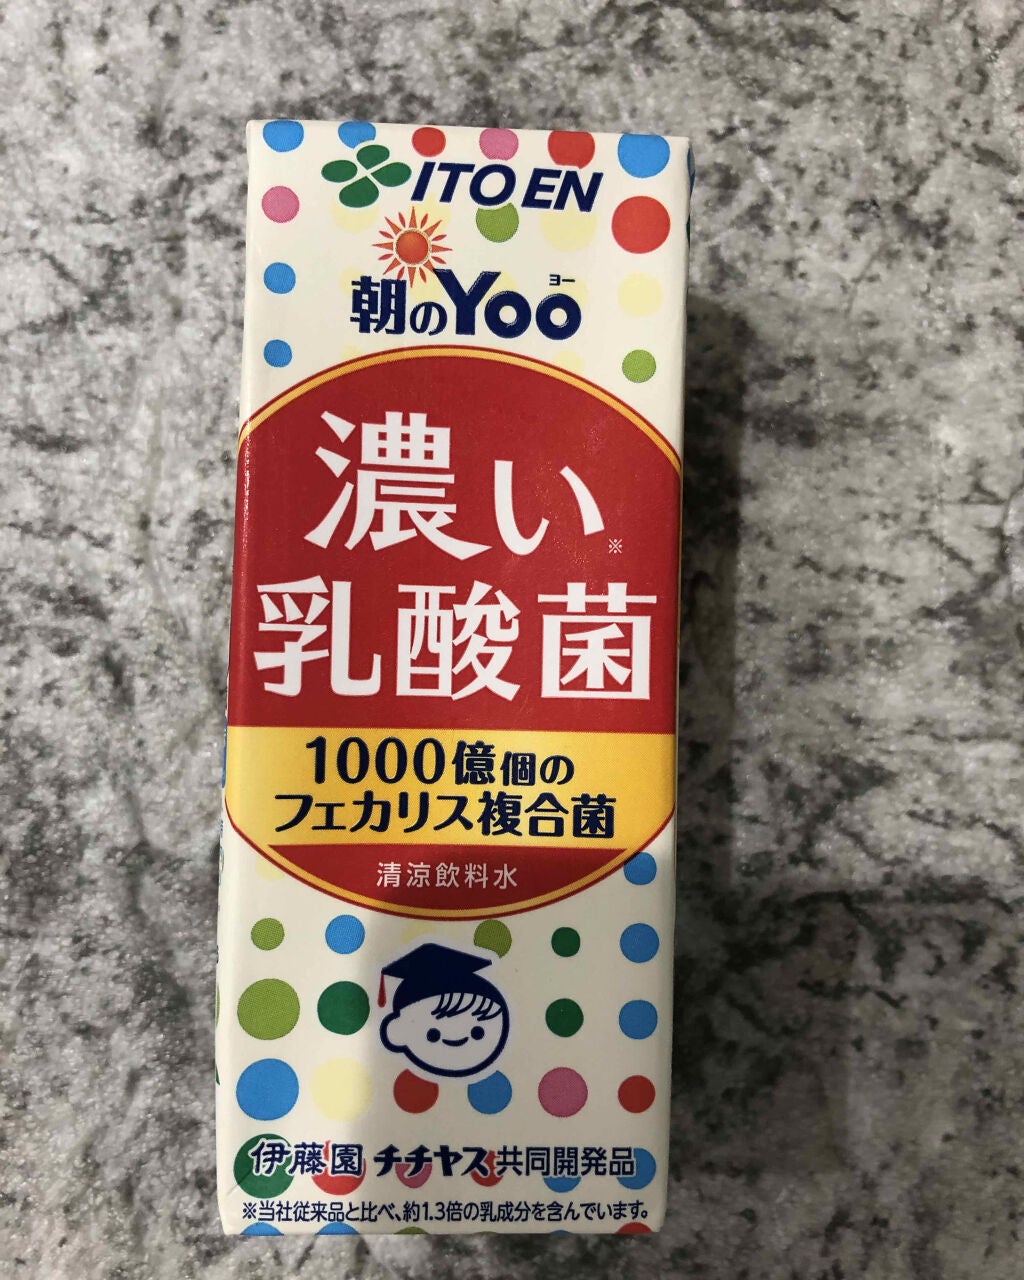 ITO EN
ヨー
朝のYoo
濃い※
乳酸菌
1000億個の
フェカリス複合菌
清涼飲料水
伊藤園 チチヤス共同開発品
※当社従来品と比べ、約1.3倍の乳成分を含んでいます。